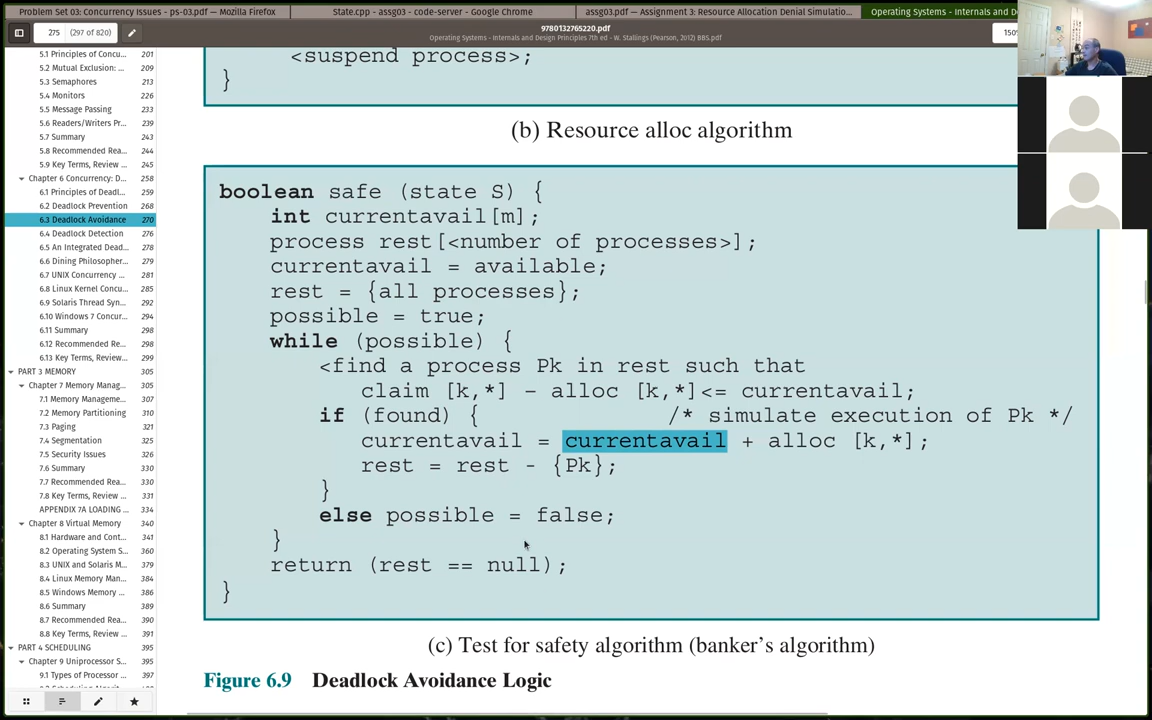 Problem Set 03: Concurrency Issues - ps-03.pdf — Mozilla Firefox
State.cpp - assg03 - code-server - Google Chrome
assg03.pdf — Assignment 3: Resource Allocation Denial Simulatio...
Operating Systems - Internals and D
275
(297 of 820)
9780132765220.pdf
Operating Systems - Internals and Design Principles 7th ed - W. Stallings (Pearson, 2012) BBS.pdf
150%
5.1 Principles of Concu... 201
5.2 Mutual Exclusion: ... 209
5.3 Semaphores 213
5.4 Monitors 226
5.5 Message Passing 233
5.6 Readers/Writers Pr... 239
5.7 Summary 243
5.8 Recommended Rea... 244
5.9 Key Terms, Review ... 245
Chapter 6 Concurrency: D... 258
6.1 Principles of Deadl... 259
6.2 Deadlock Prevention 268
6.3 Deadlock Avoidance 270
6.4 Deadlock Detection 276
6.5 An Integrated Dead... 278
6.6 Dining Philosopher... 279
6.7 UNIX Concurrency ... 281
6.8 Linux Kernel Concu... 285
6.9 Solaris Thread Syn... 292
6.10 Windows 7 Concur... 294
6.11 Summary 298
6.12 Recommended Re... 298
6.13 Key Terms, Review... 299
PART 3 MEMORY 305
Chapter 7 Memory Manag... 305
7.1 Memory Manageme... 307
7.2 Memory Partitioning 310
7.3 Paging 321
7.4 Segmentation 325
7.5 Security Issues 326
7.6 Summary 330
7.7 Recommended Read... 330
7.8 Key Terms, Review ... 331
APPENDIX 7A LOADING ... 334
Chapter 8 Virtual Memory 340
8.1 Hardware and Cont... 341
8.2 Operating System S... 360
8.3 UNIX and Solaris M... 379
8.4 Linux Memory Man... 384
8.5 Windows Memory ... 386
8.6 Summary 389
8.7 Recommended Read... 390
8.8 Key Terms, Review ... 391
PART 4 SCHEDULING 395
Chapter 9 Uniprocessor S... 395
9.1 Types of Processor ... 397
<suspend process>;
}
(b) Resource alloc algorithm
boolean safe (state S) {
int currentavail[m];
process rest[<number of processes>];
currentavail = available;
rest = {all processes};
possible = true;
while (possible) {
<find a process Pk in rest such that
claim [k,*] – alloc [k,*]<= currentavail;
if (found) { /* simulate execution of Pk */
currentavail = currentavail + alloc [k,*];
rest = rest - {Pk};
}
else possible = false;
}
return (rest == null);
}
(c) Test for safety algorithm (banker's algorithm)
Figure 6.9 Deadlock Avoidance Logic